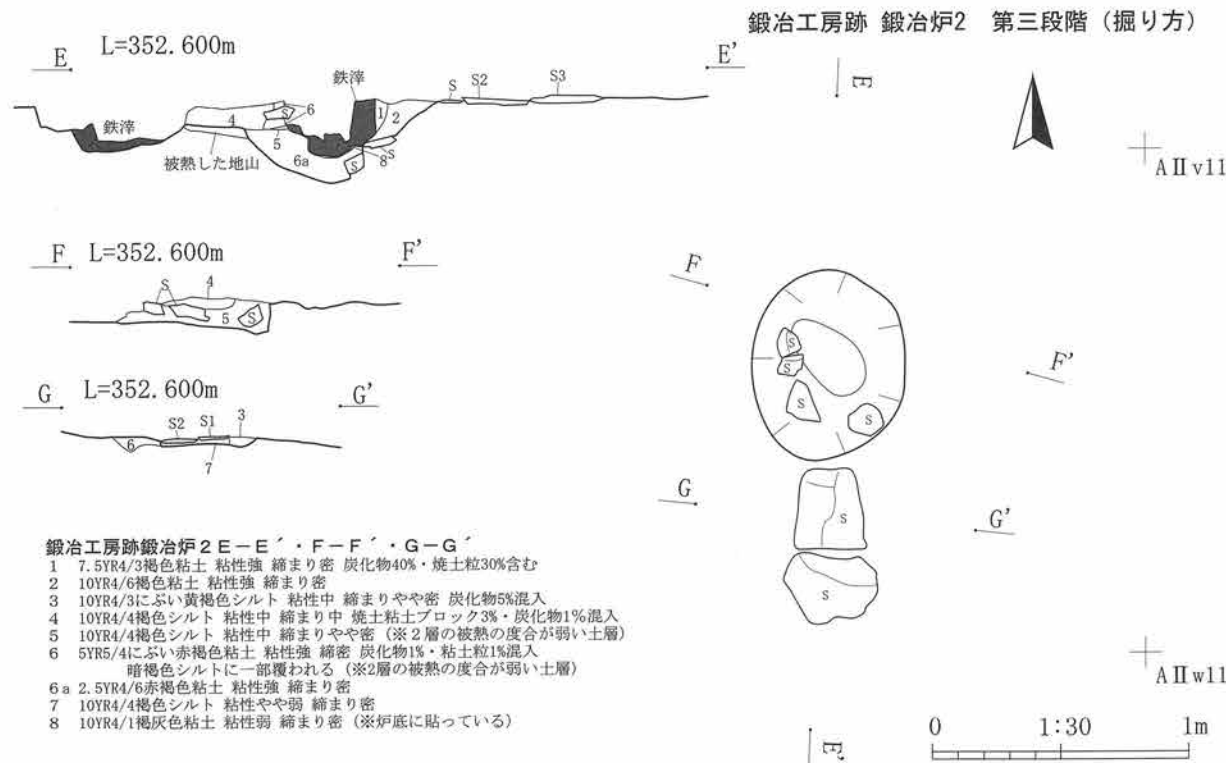 鍛冶工房跡 鍛冶炉2 第三段階（掘り方）
E
L=352.600m
E'
鉄滓
S
S2
S3
鉄滓
4
S
6
1
2
5
被熱した地山
6a
S
8
S
E
AⅡv11
F
L=352.600m
F'
S
4
5
S
F
F'
S
S
S
S
G
L=352.600m
G'
S2
S1
3
6
7
G
G'
S
S
鍛冶工房跡鍛冶炉２Ｅ－Ｅ´・Ｆ－Ｆ´・Ｇ－Ｇ´
1 7.5YR4/3褐色粘土 粘性強 締まり密 炭化物40%・焼土粒30%含む
2 10YR4/6褐色粘土 粘性強 締まり密
3 10YR4/3にぶい黄褐色シルト 粘性中 締まりやや密 炭化物5%混入
4 10YR4/4褐色シルト 粘性中 締まり中 焼土粘土ブロック3%・炭化物1%混入
5 10YR4/4褐色シルト 粘性中 締まりやや密（※２層の被熱の度合が弱い土層）
6 5YR5/4にぶい赤褐色粘土 粘性強 締密 炭化物1%・粘土粒1%混入
暗褐色シルトに一部覆われる（※2層の被熱の度合が弱い土層）
6a 2.5YR4/6赤褐色粘土 粘性強 締まり密
7 10YR4/4褐色シルト 粘性やや弱 締まり密
8 10YR4/1褐灰色粘土 粘性弱 締まり密（※炉底に貼っている）
AⅡw11
E'
0 1:30 1m